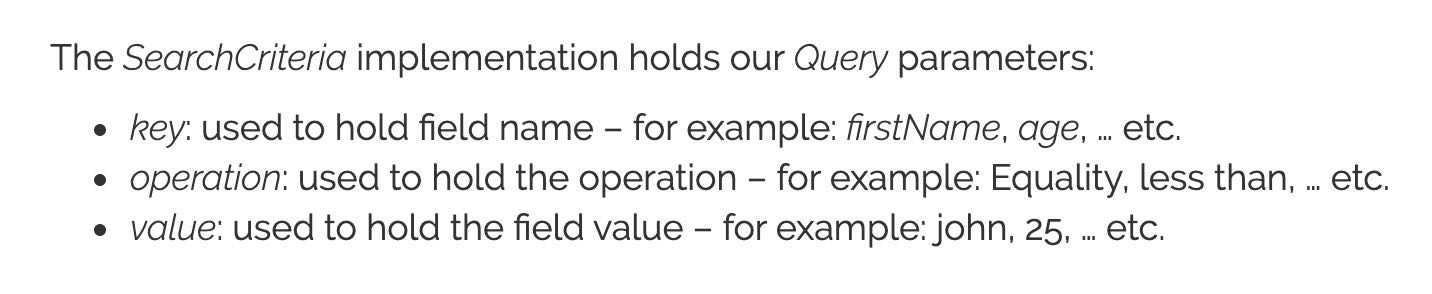 The SearchCriteria implementation holds our Query parameters:
• key: used to hold field name – for example: firstName, age, … etc.
• operation: used to hold the operation – for example: Equality, less than, … etc.
• value: used to hold the field value – for example: john, 25, … etc.